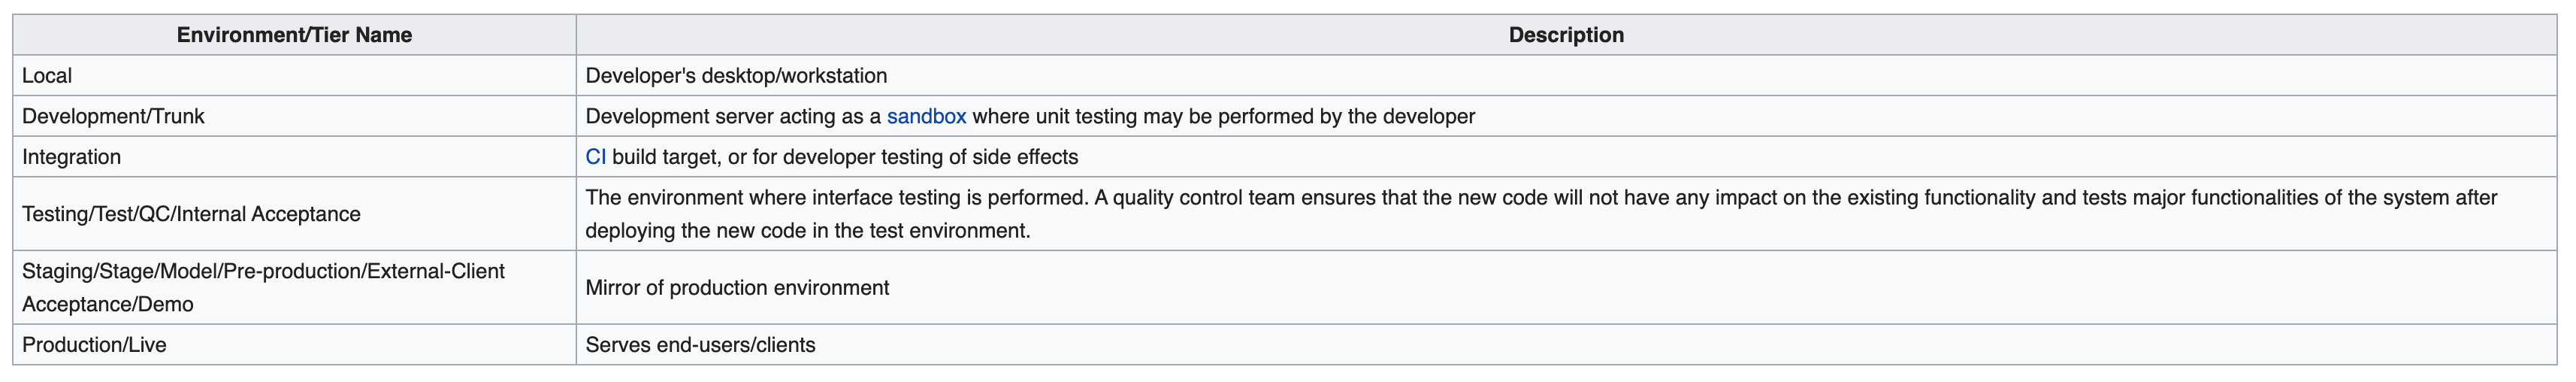 Environment/Tier Name
Description
Local
Developer's desktop/workstation
Development/Trunk
Development server acting as a sandbox where unit testing may be performed by the developer
Integration
CI build target, or for developer testing of side effects
Testing/Test/QC/Internal Acceptance
The environment where interface testing is performed. A quality control team ensures that the new code will not have any impact on the existing functionality and tests major functionalities of the system after
deploying the new code in the test environment.
Staging/Stage/Model/Pre-production/External-Client
Acceptance/Demo
Mirror of production environment
Production/Live
Serves end-users/clients